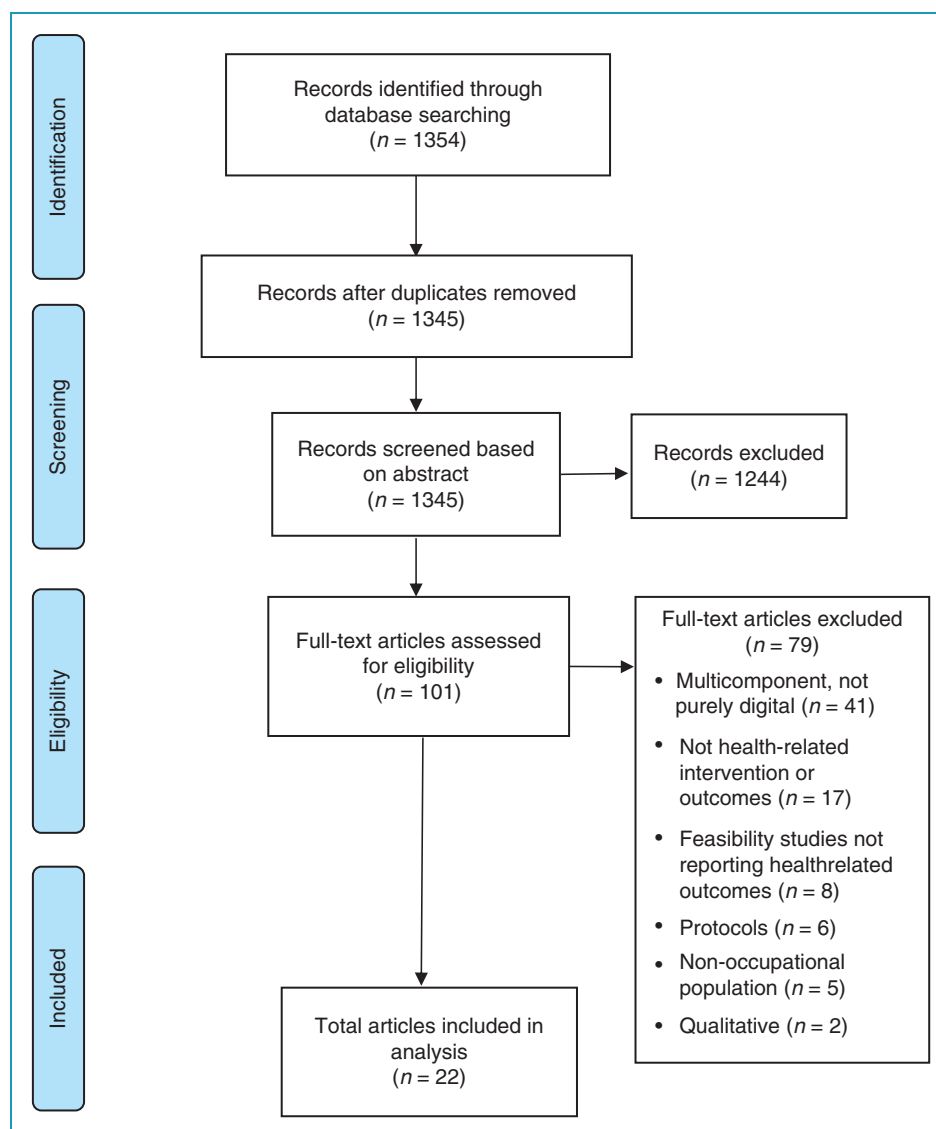 Identification
Records identified through
database searching
(n = 1354)
Records after duplicates removed
(n = 1345)
Screening
Records screened based
on abstract
(n = 1345)
Records excluded
(n = 1244)
Eligibility
Full-text articles assessed
for eligibility
(n = 101)
Full-text articles excluded
(n = 79)
• Multicomponent, not
purely digital (n = 41)
• Not health-related
intervention or
outcomes (n = 17)
• Feasibility studies not
reporting healthrelated
outcomes (n = 8)
• Protocols (n = 6)
• Non-occupational
population (n = 5)
• Qualitative (n = 2)
Included
Total articles included in
analysis
(n = 22)